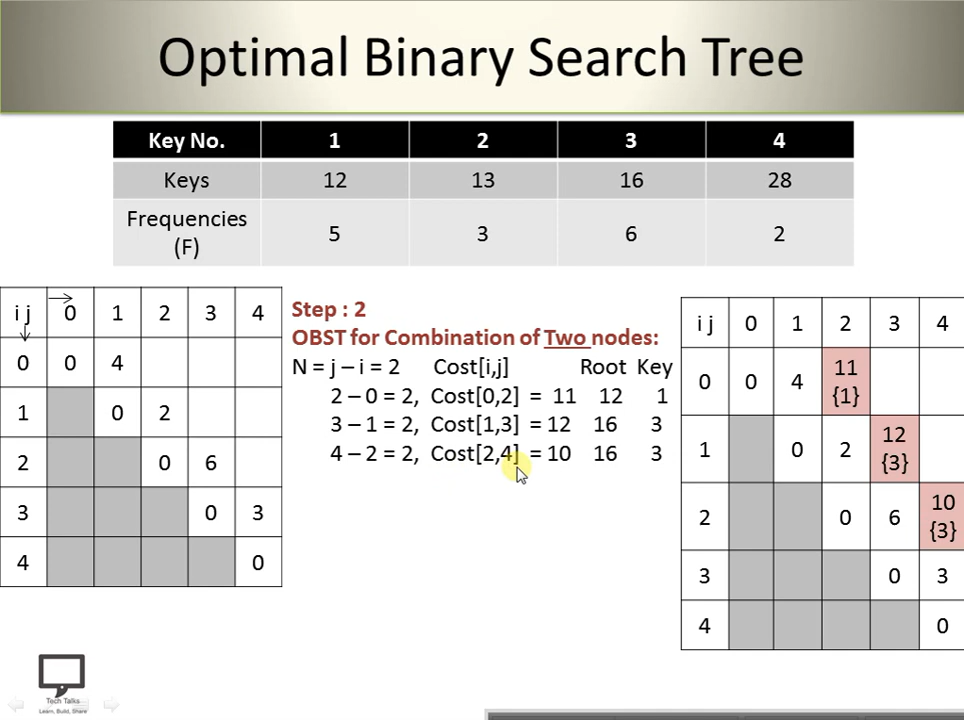 Optimal Binary Search Tree
Key No. 1 2 3 4
Keys 12 13 16 28
Frequencies (F) 5 3 6 2
i j 0 1 2 3 4
0 0 4
1 0 2
2 0 6
3 0 3
4 0
Step : 2
OBST for Combination of Two nodes:
N = j – i = 2 Cost[i,j] Root Key
2 – 0 = 2, Cost[0,2] = 11 12 1
3 – 1 = 2, Cost[1,3] = 12 16 3
4 – 2 = 2, Cost[2,4] = 10 16 3
i j 0 1 2 3 4
0 0 4 11 {1}
1 0 2 12 {3}
2 0 6 10 {3}
3 0 3
4 0
Tech Talks
Learn, Build, Share